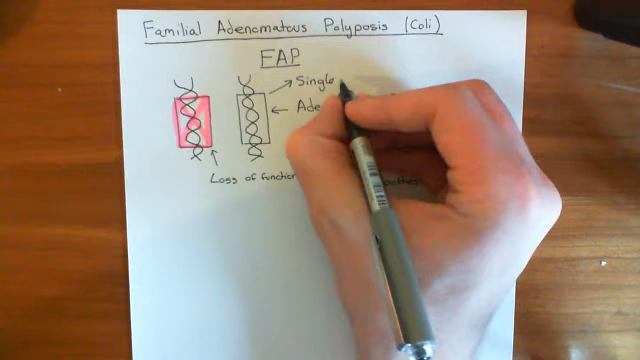 Familial Adenomatous Polyposis (Coli)
FAP
Single
Ade
Loss of function